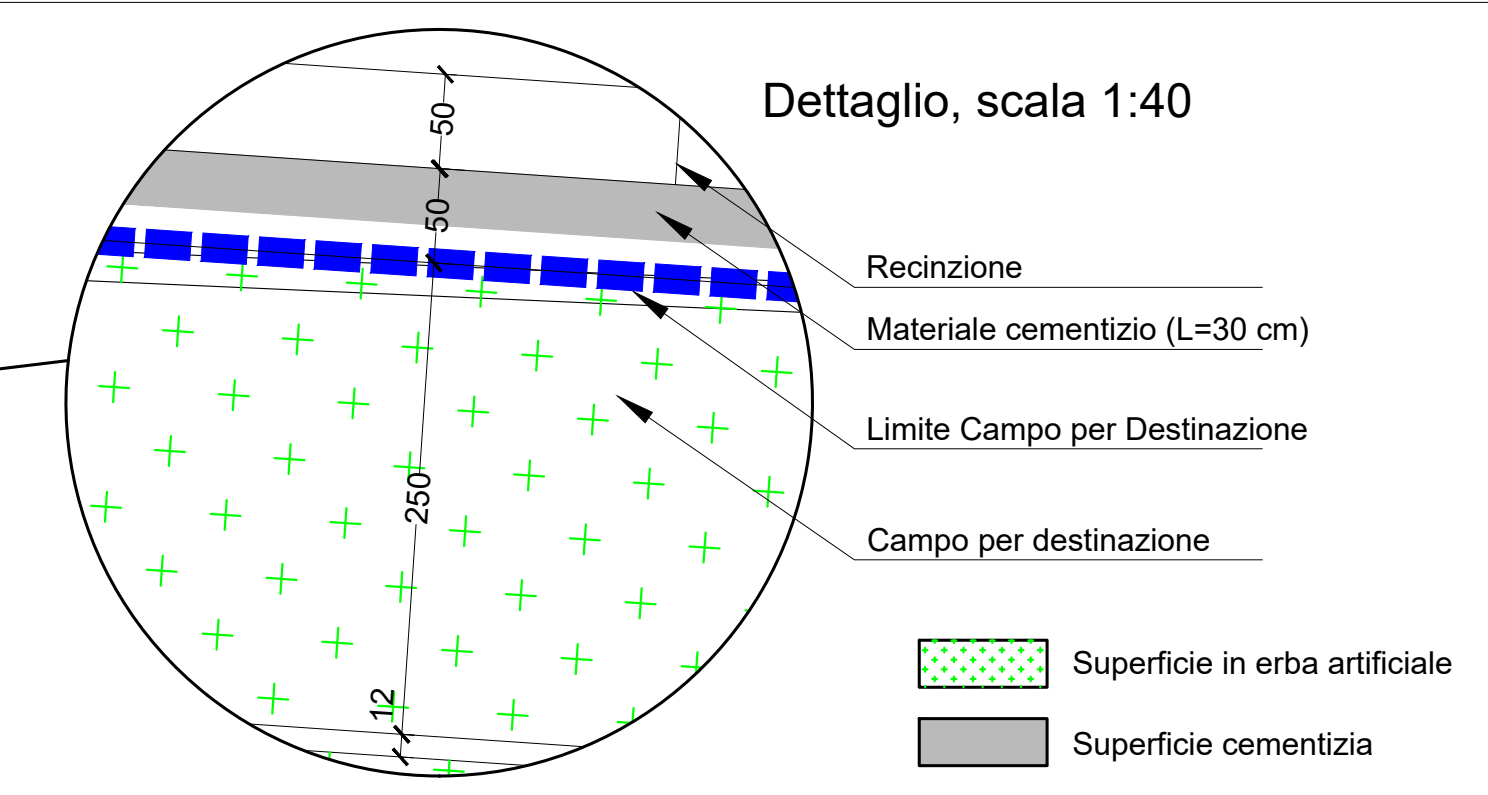 Dettaglio, scala 1:40
50
50
Recinzione
Materiale cementizio (L=30 cm)
Limite Campo per Destinazione
250
Campo per destinazione
Superficie in erba artificiale
12
Superficie cementizia